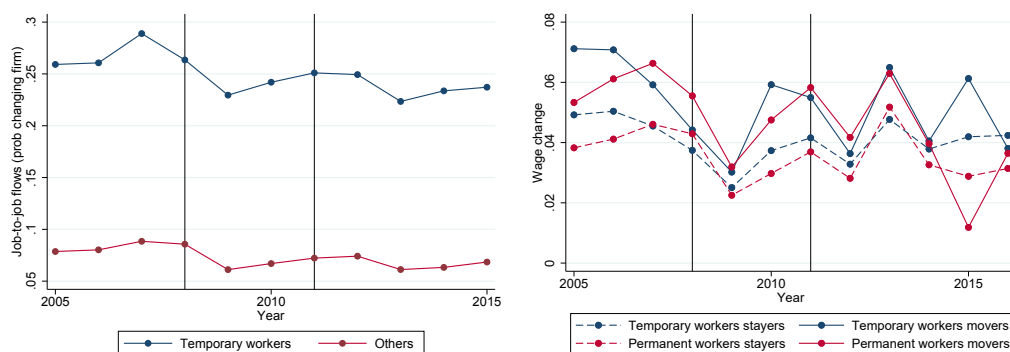 Job-to-job flows (prob changing firm)
.3
.25
.2
.15
.1
.05
2005
2010
2015
Year
Temporary workers
Others
Wage change
.08
.06
.04
.02
0
2005
2010
2015
Year
Temporary workers stayers
Temporary workers movers
Permanent workers stayers
Permanent workers movers